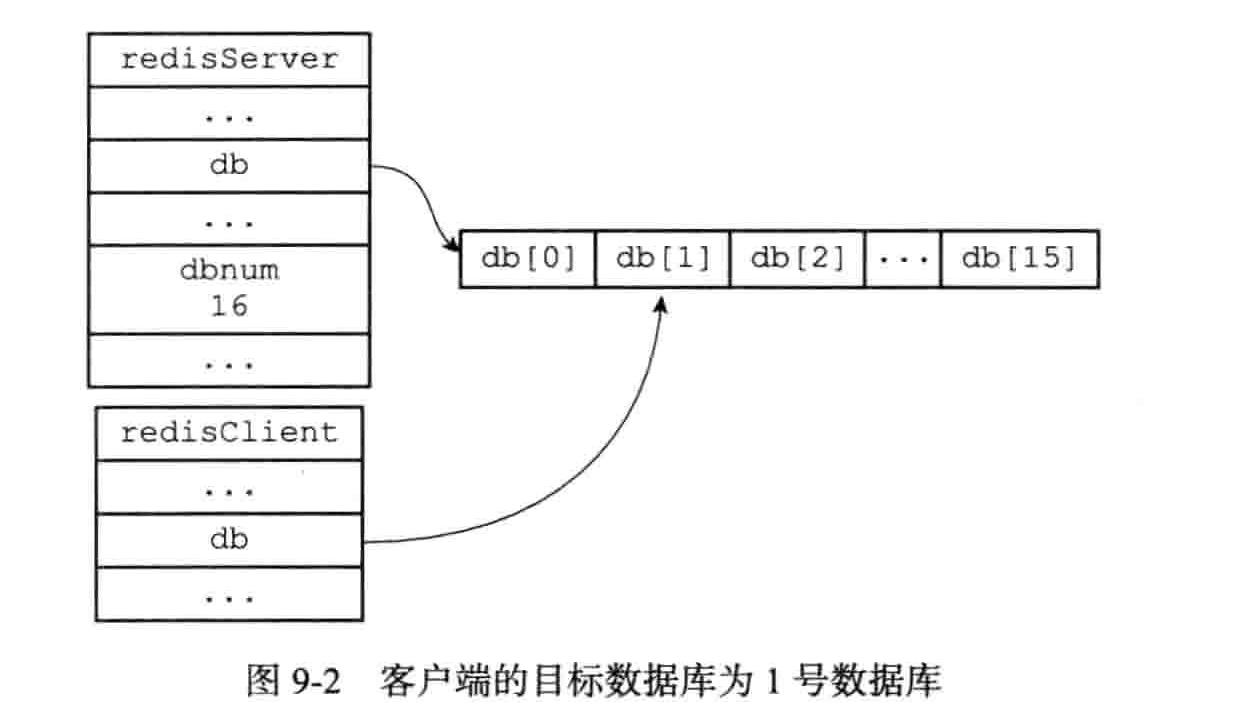 redisServer
...
db
...
dbnum
16
...
db[0] db[1] db[2] ... db[15]
redisClient
...
db
...
图 9-2 客户端的目标数据库为 1 号数据库